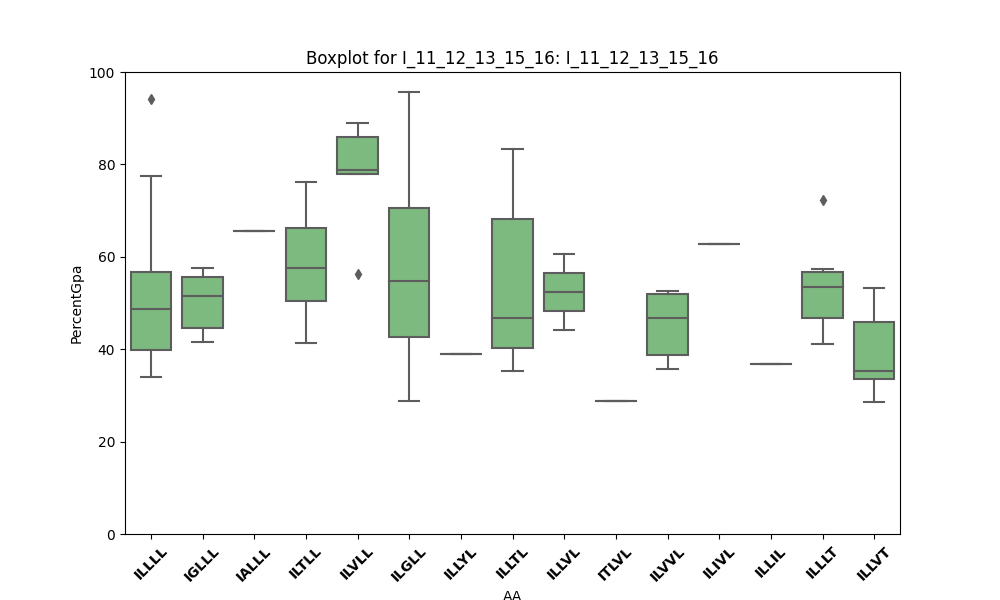 Boxplot for I_11_12_13_15_16: I_11_12_13_15_16
100
80
60
40
20
0
PercentGpa
ILLLL IGLLL IALLL ILTLL ILVLL ILGLL ILLYL ILLTL ILLVL ITLVL ILVVL ILIVL ILLIL ILLLT ILLVT
AA